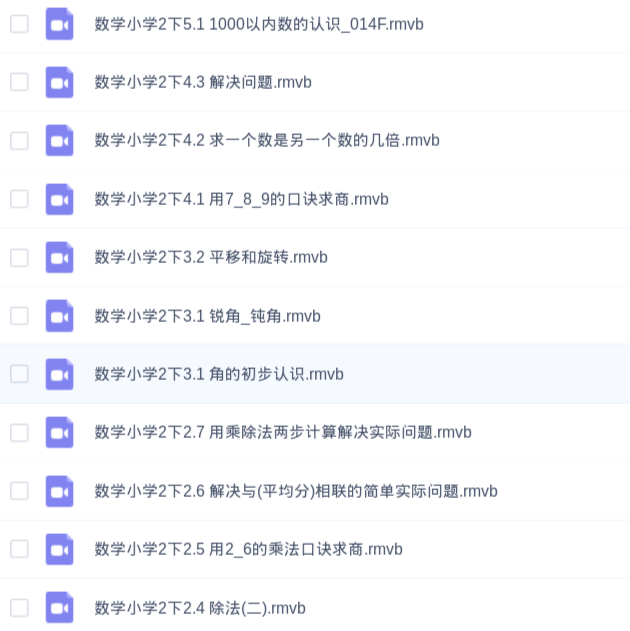 数学小学2下5.1 1000以内数的认识_014F.rmvb
数学小学2下4.3 解决问题.rmvb
数学小学2下4.2 求一个数是另一个数的几倍.rmvb
数学小学2下4.1 用7_8_9的口诀求商.rmvb
数学小学2下3.2 平移和旋转.rmvb
数学小学2下3.1 锐角_钝角.rmvb
数学小学2下3.1 角的初步认识.rmvb
数学小学2下2.7 用乘除法两步计算解决实际问题.rmvb
数学小学2下2.6 解决与(平均分)相联的简单实际问题.rmvb
数学小学2下2.5 用2_6的乘法口诀求商.rmvb
数学小学2下2.4 除法(二).rmvb